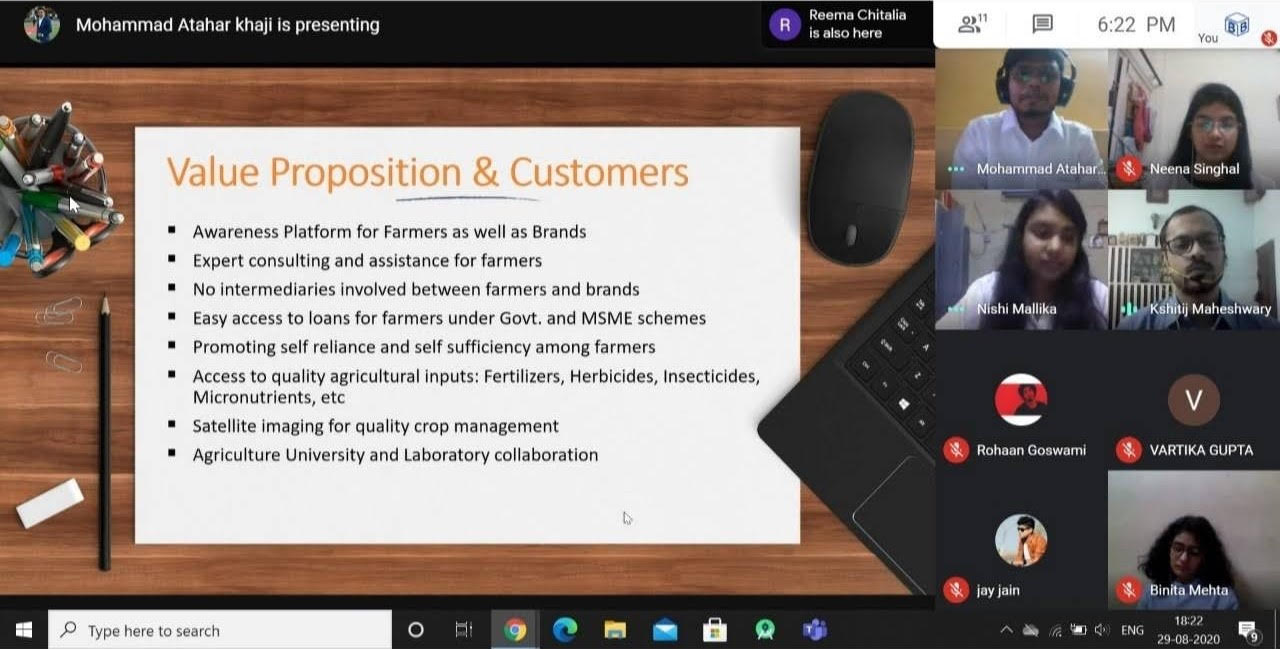 Mohammad Atahar khaji is presenting
R
Reema Chitalia
is also here
11
6:22 PM
You
Value Proposition & Customers
Awareness Platform for Farmers as well as Brands
Expert consulting and assistance for farmers
No intermediaries involved between farmers and brands
Easy access to loans for farmers under Govt. and MSME schemes
Promoting self reliance and self sufficiency among farmers
Access to quality agricultural inputs: Fertilizers, Herbicides, Insecticides,
Micronutrients, etc
Satellite imaging for quality crop management
Agriculture University and Laboratory collaboration
Mohammad Atahar...
Neena Singhal
Nishi Mallika
Kshitij Maheshwary
Rohaan Goswami
V
VARTIKA GUPTA
jay jain
Binita Mehta
Type here to search
ENG
18:22
29-08-2020
9